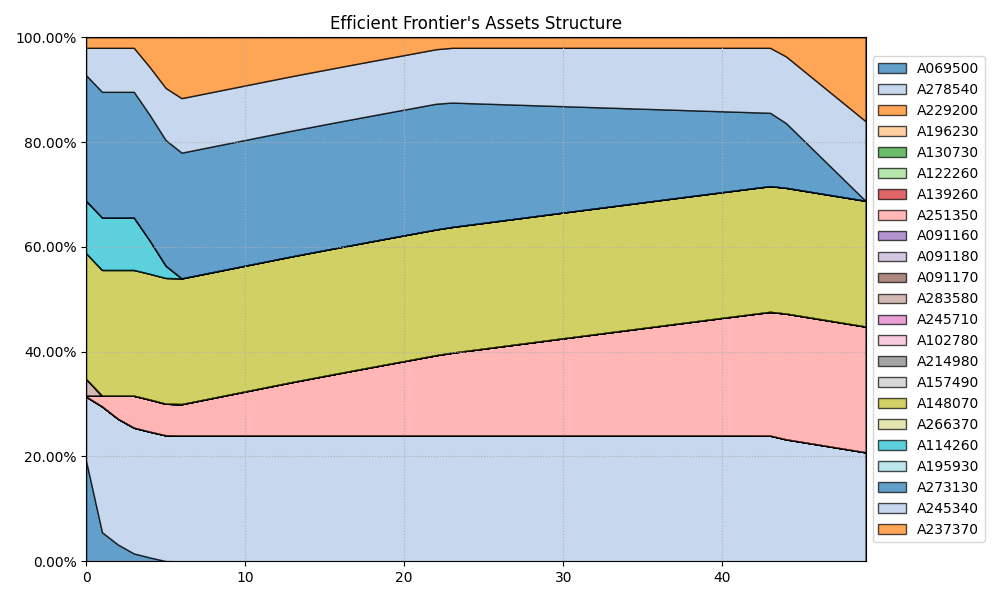 Efficient Frontier's Assets Structure
100.00%
80.00%
60.00%
40.00%
20.00%
0.00%
0
10
20
30
40
A069500
A278540
A229200
A196230
A130730
A122260
A139260
A251350
A091160
A091180
A091170
A283580
A245710
A102780
A214980
A157490
A148070
A266370
A114260
A195930
A273130
A245340
A237370